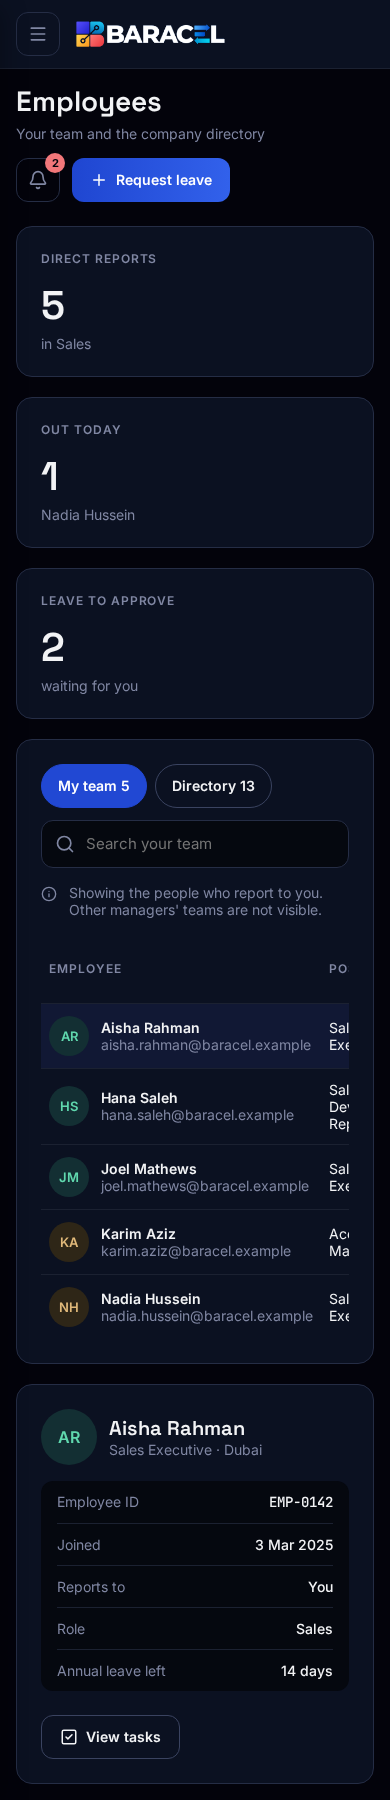 BARACEL
Employees
Your team and the company directory
2
Request leave
DIRECT REPORTS
5
in Sales
OUT TODAY
1
Nadia Hussein
LEAVE TO APPROVE
2
waiting for you
My team 5
Directory 13
Search your team
Showing the people who report to you.
Other managers' teams are not visible.
EMPLOYEE PO
AR Aisha Rahman Sal
aisha.rahman@baracel.example Exe
Sal
HS Hana Saleh Dev
hana.saleh@baracel.example Rep
JM Joel Mathews Sal
joel.mathews@baracel.example Exe
KA Karim Aziz Acc
karim.aziz@baracel.example Ma
NH Nadia Hussein Sal
nadia.hussein@baracel.example Exe
AR Aisha Rahman
Sales Executive · Dubai
Employee ID EMP-0142
Joined 3 Mar 2025
Reports to You
Role Sales
Annual leave left 14 days
View tasks